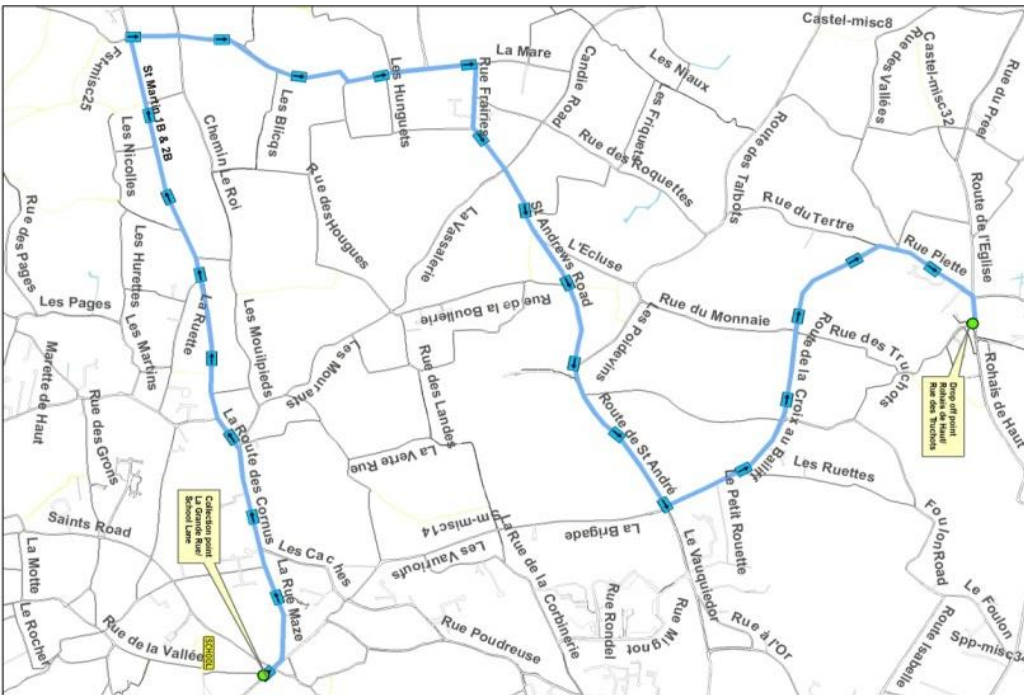 Castel-misc8
Rue des Vallées
Castel-misc32
Rue du Preel
La Mare
Les Niaux
Candie Road
Fst-misc25
Les Hunguets
Rue Frairies
Les Friquets
Route des Talbots
St Martin 1B & 2B
Les Blicqs
Les Nicolles
Chemin Le Roi
Rue des Roquettes
Rue des Hougues
Rue du Tertre
Route de l'Eglise
Rue Piette
Rue des Pages
La Vassalerie
St Andrews Road
L'Ecluse
Les Hurettes
La Ruette
Les Pages
Rue de la Boullerie
Rue du Monnaie
Les Poidevins
Route de la Croix au Bailiff
Rue des Truchots
Les Martins
Les Mouilpieds
Les Mourants
Rohais de Haut
Marette de Haut
Rue des Grons
Rue des Landes
Drop off point
Rohais de Haut/
Rue des Truchots
La Route des Cornus
La Verte Rue
Route de St André
Les Ruettes
Le Petit Rouette
Foulon Road
Collection point
La Grande Rue/
School Lane
Saints Road
m-misc14
La Brigade
La Motte
Les Caches
Les Vaurioufs
La Rue de la Corbinerie
Le Vauquiedor
La Rue Maze
Le Rocher
Rue de la Vallée
SCHOOL
Rue Poudreuse
Rue Rondel
Rue Mignot
Rue à l'Or
Route Isabelle
Le Foulon
Spp-misc34